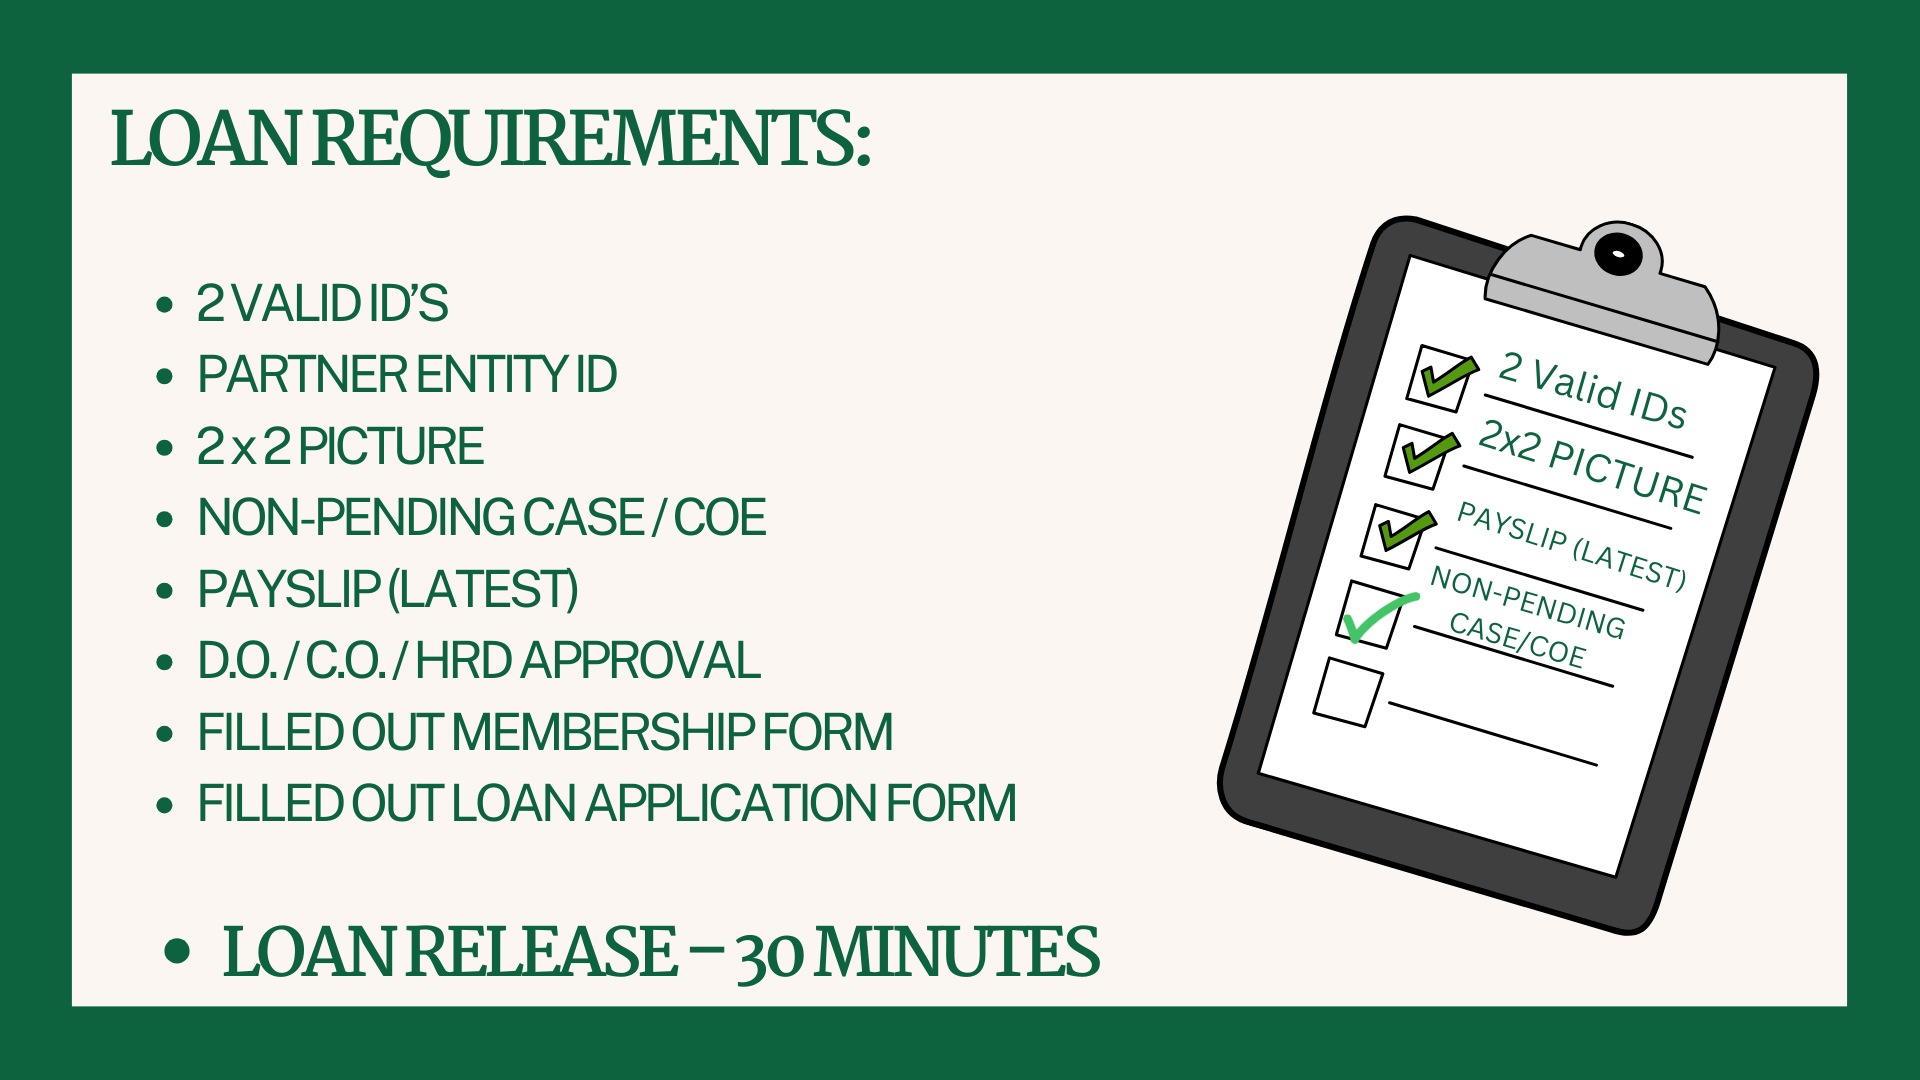 LOAN REQUIREMENTS:
2 VALID ID’S
PARTNER ENTITY ID
2 x 2 PICTURE
NON-PENDING CASE / COE
PAYSLIP (LATEST)
D.O. / C.O. / HRD APPROVAL
FILLED OUT MEMBERSHIP FORM
FILLED OUT LOAN APPLICATION FORM
LOAN RELEASE – 30 MINUTES
2 Valid IDs
2x2 PICTURE
PAYSLIP (LATEST)
NON-PENDING
CASE/COE